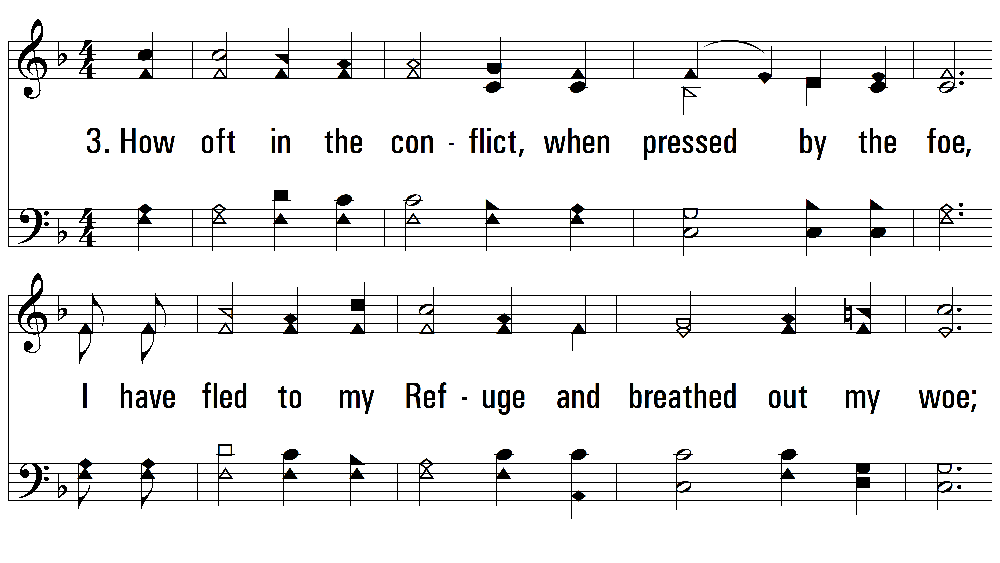 3. How oft in the con - flict, when pressed by the foe,
I have fled to my Ref - uge and breathed out my woe;